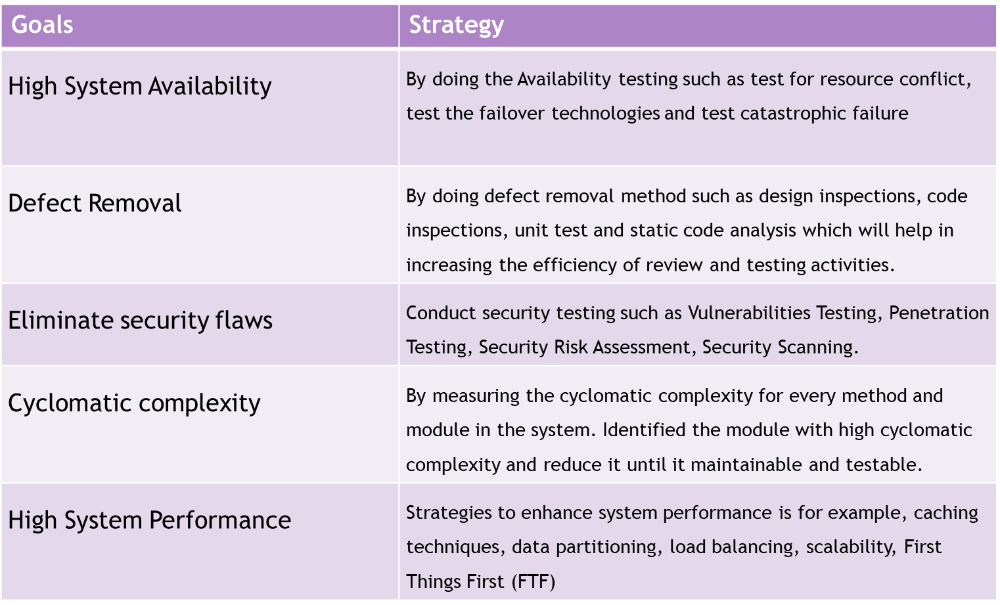 Goals
Strategy
High System Availability
By doing the Availability testing such as test for resource conflict,
test the failover technologies and test catastrophic failure
Defect Removal
By doing defect removal method such as design inspections, code
inspections, unit test and static code analysis which will help in
increasing the efficiency of review and testing activities.
Eliminate security flaws
Conduct security testing such as Vulnerabilities Testing, Penetration
Testing, Security Risk Assessment, Security Scanning.
Cyclomatic complexity
By measuring the cyclomatic complexity for every method and
module in the system. Identified the module with high cyclomatic
complexity and reduce it until it maintainable and testable.
High System Performance
Strategies to enhance system performance is for example, caching
techniques, data partitioning, load balancing, scalability, First
Things First (FTF)